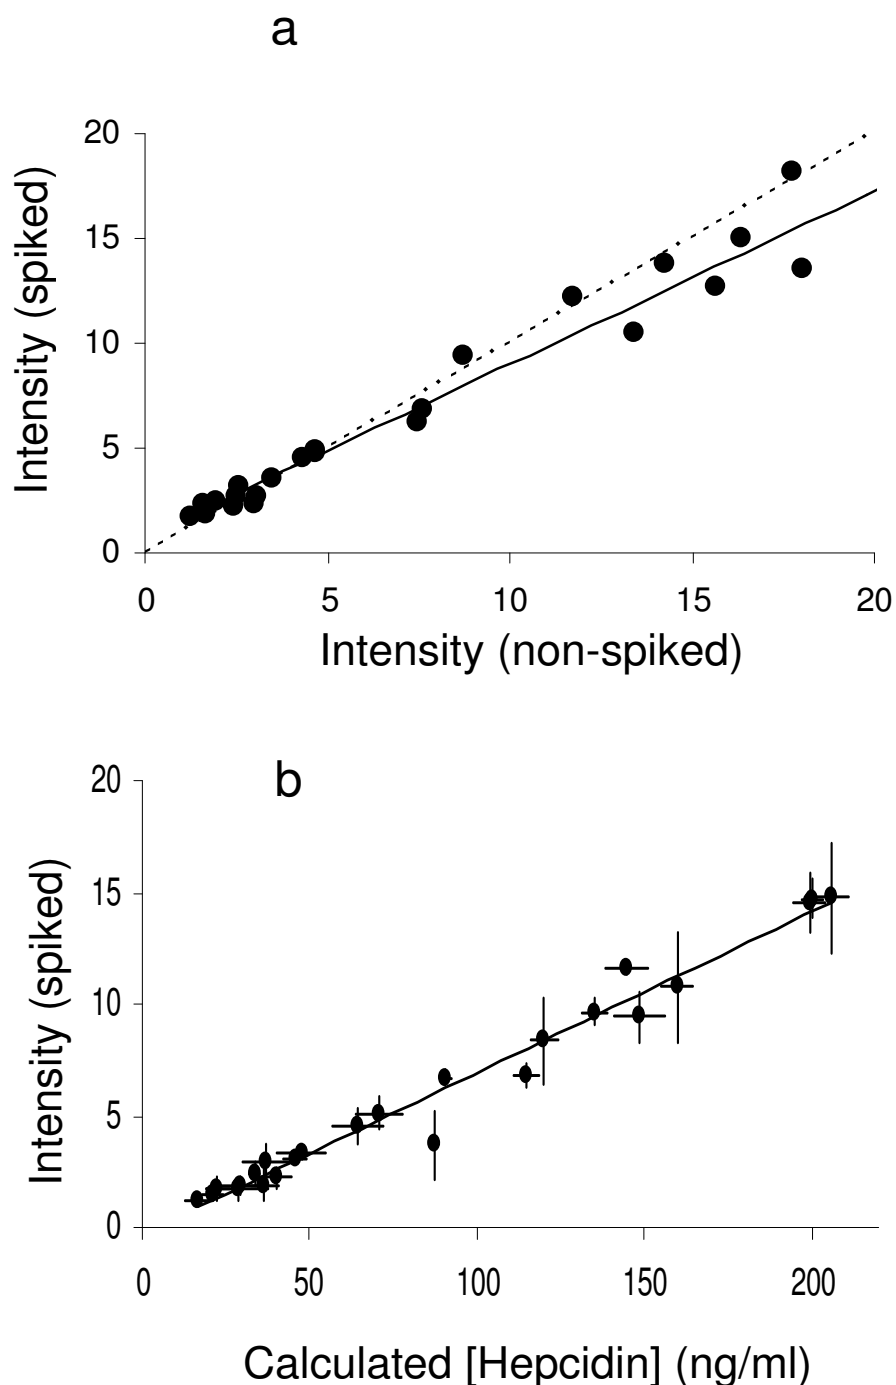 a
20
15
10
5
0
Intensity (spiked)
0 5 10 15 20
Intensity (non-spiked)
b
20
15
10
5
0
Intensity (spiked)
0 50 100 150 200
Calculated [Hepcidin] (ng/ml)